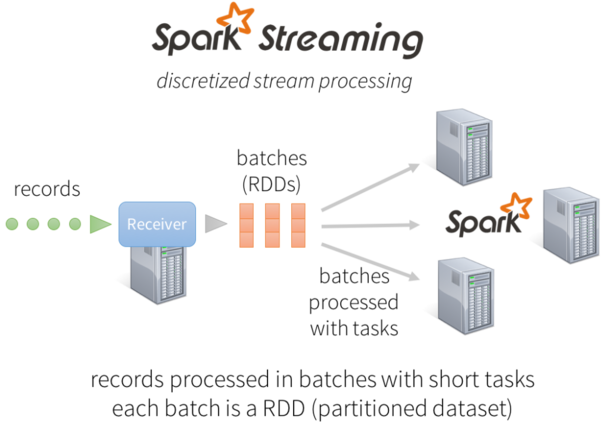 Spark Streaming
discretized stream processing
batches
(RDDs)
records
Receiver
Spark
batches
processed
with tasks
records processed in batches with short tasks
each batch is a RDD (partitioned dataset)